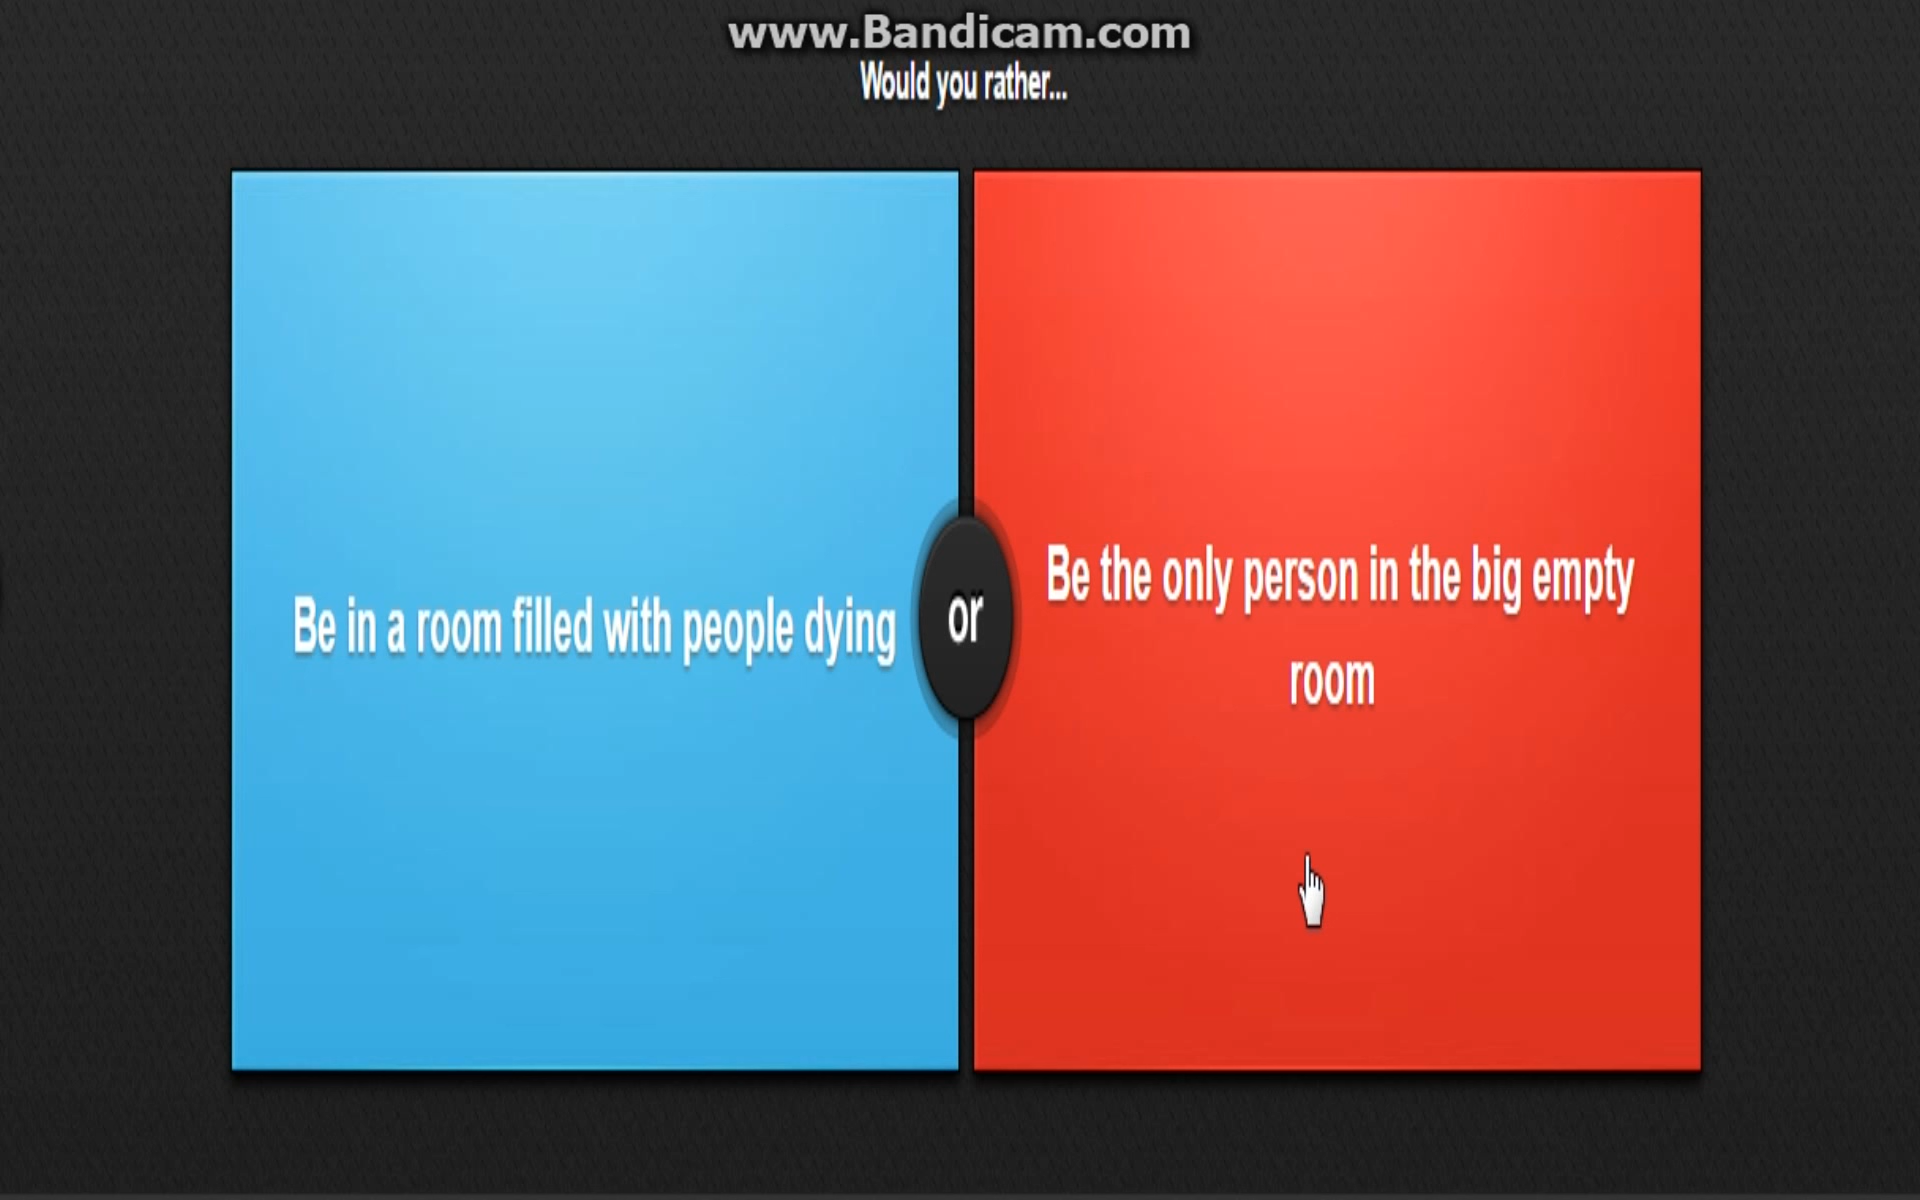 www.Bandicam.com
Would you rather...
Be in a room filled with people dying
or
Be the only person in the big empty
room